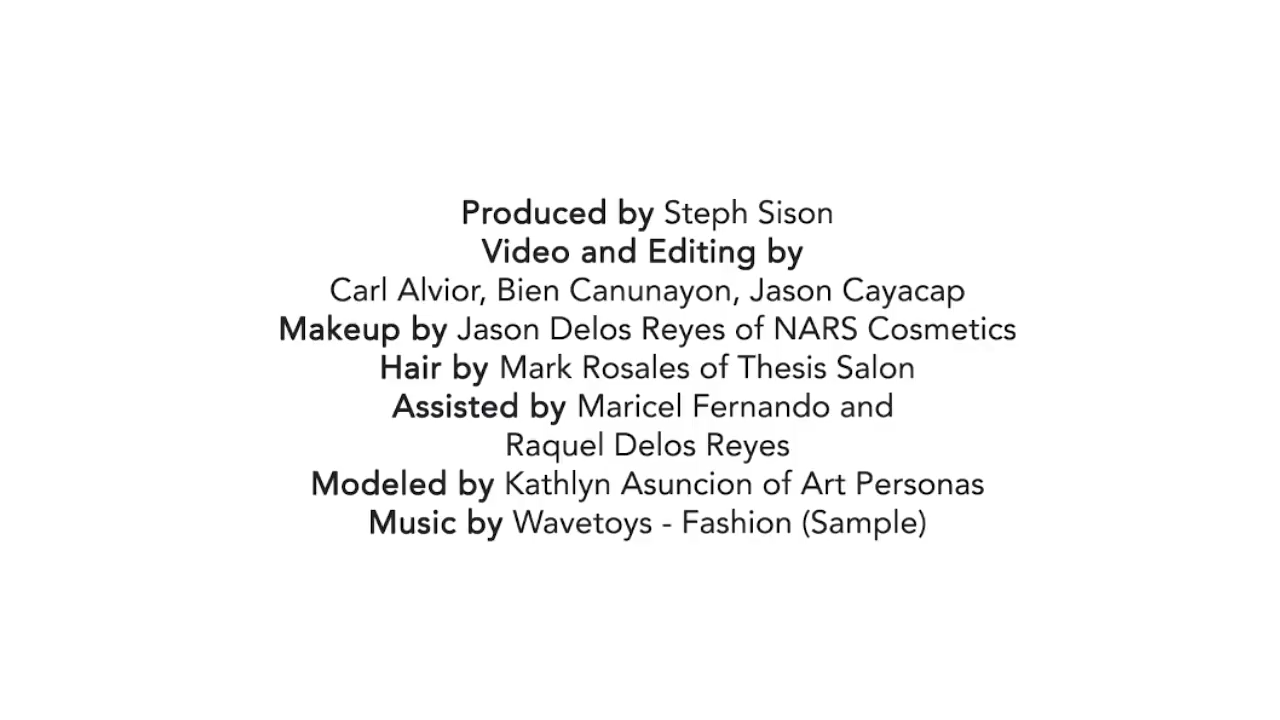 Produced by Steph Sison
Video and Editing by
Carl Alvior, Bien Canunayon, Jason Cayacap
Makeup by Jason Delos Reyes of NARS Cosmetics
Hair by Mark Rosales of Thesis Salon
Assisted by Maricel Fernando and
Raquel Delos Reyes
Modeled by Kathlyn Asuncion of Art Personas
Music by Wavetoys - Fashion (Sample)